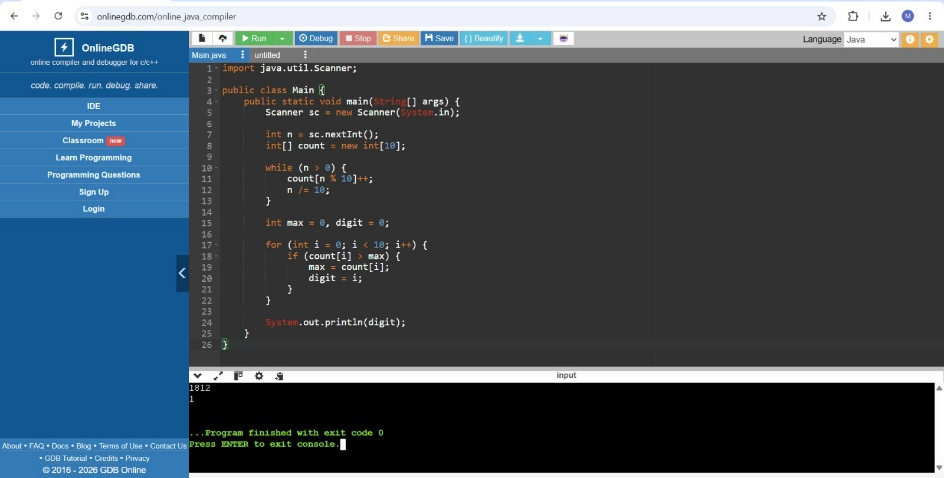 onlinegdb.com/online_java_compiler
M
OnlineGDB
online compiler and debugger for c/c++
code. compile. run. debug. share.
IDE
My Projects
Classroom new
Learn Programming
Programming Questions
Sign Up
Login
About • FAQ • Docs • Blog • Terms of Use • Contact Us
• GDB Tutorial • Credits • Privacy
© 2016 - 2026 GDB Online
Run Debug Stop Share Save { } Beautify Language Java
Main.java untitled
1 import java.util.Scanner;
2
3 public class Main {
4 public static void main(String[] args) {
5 Scanner sc = new Scanner(System.in);
6
7 int n = sc.nextInt();
8 int[] count = new int[10];
9
10 while (n > 0) {
11 count[n % 10]++;
12 n /= 10;
13 }
14
15 int max = 0, digit = 0;
16
17 for (int i = 0; i < 10; i++) {
18 if (count[i] > max) {
19 max = count[i];
20 digit = i;
21 }
22 }
23
24 System.out.println(digit);
25 }
26 }
input
1812
1
...Program finished with exit code 0
Press ENTER to exit console.